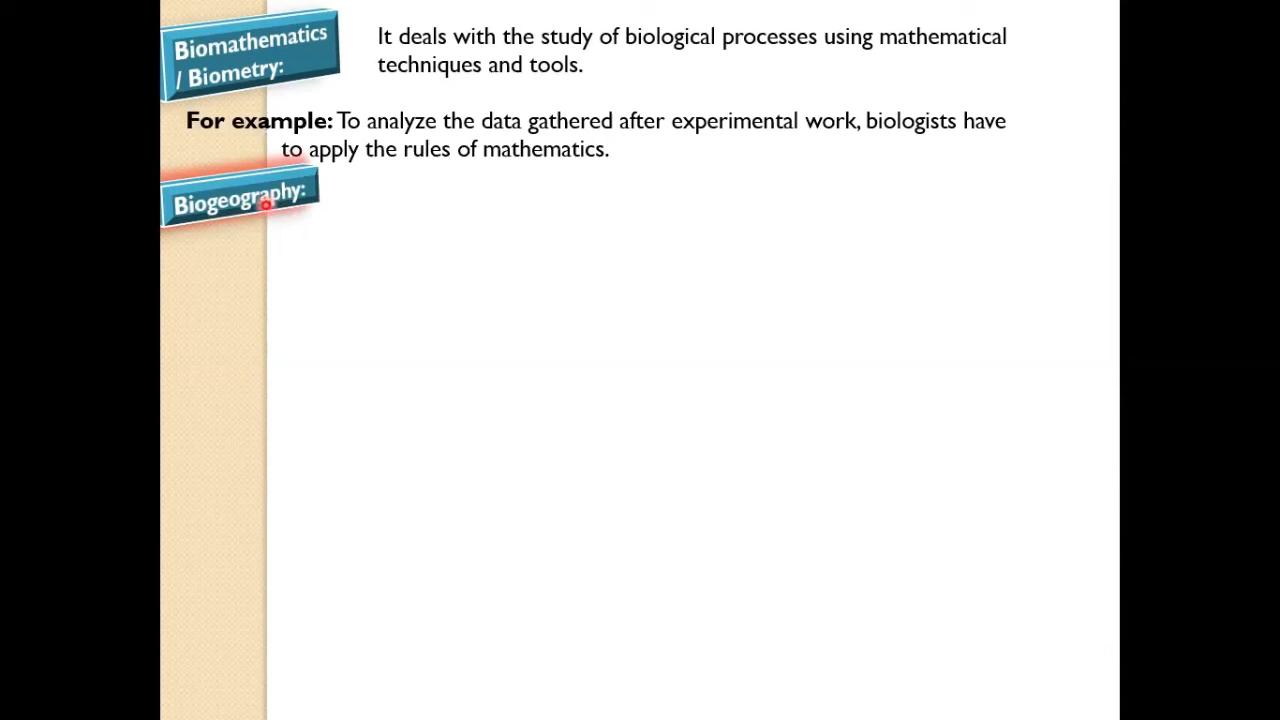 Biomathematics
/ Biometry:
It deals with the study of biological processes using mathematical
techniques and tools.
For example: To analyze the data gathered after experimental work, biologists have
to apply the rules of mathematics.
Biogeography: